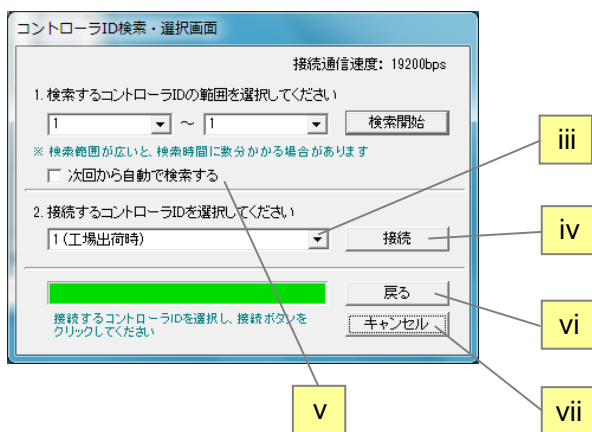 コントローラID検索・選択画面
接続通信速度: 19200bps
1. 検索するコントローラIDの範囲を選択してください
1 ～ 1 検索開始
※ 検索範囲が広いと、検索時間に数分かかる場合があります
次回から自動で検索する
iii
2. 接続するコントローラIDを選択してください
1 (工場出荷時) 接続
iv
戻る
接続するコントローラIDを選択し、接続ボタンを
クリックしてください
キャンセル
vi
v
vii